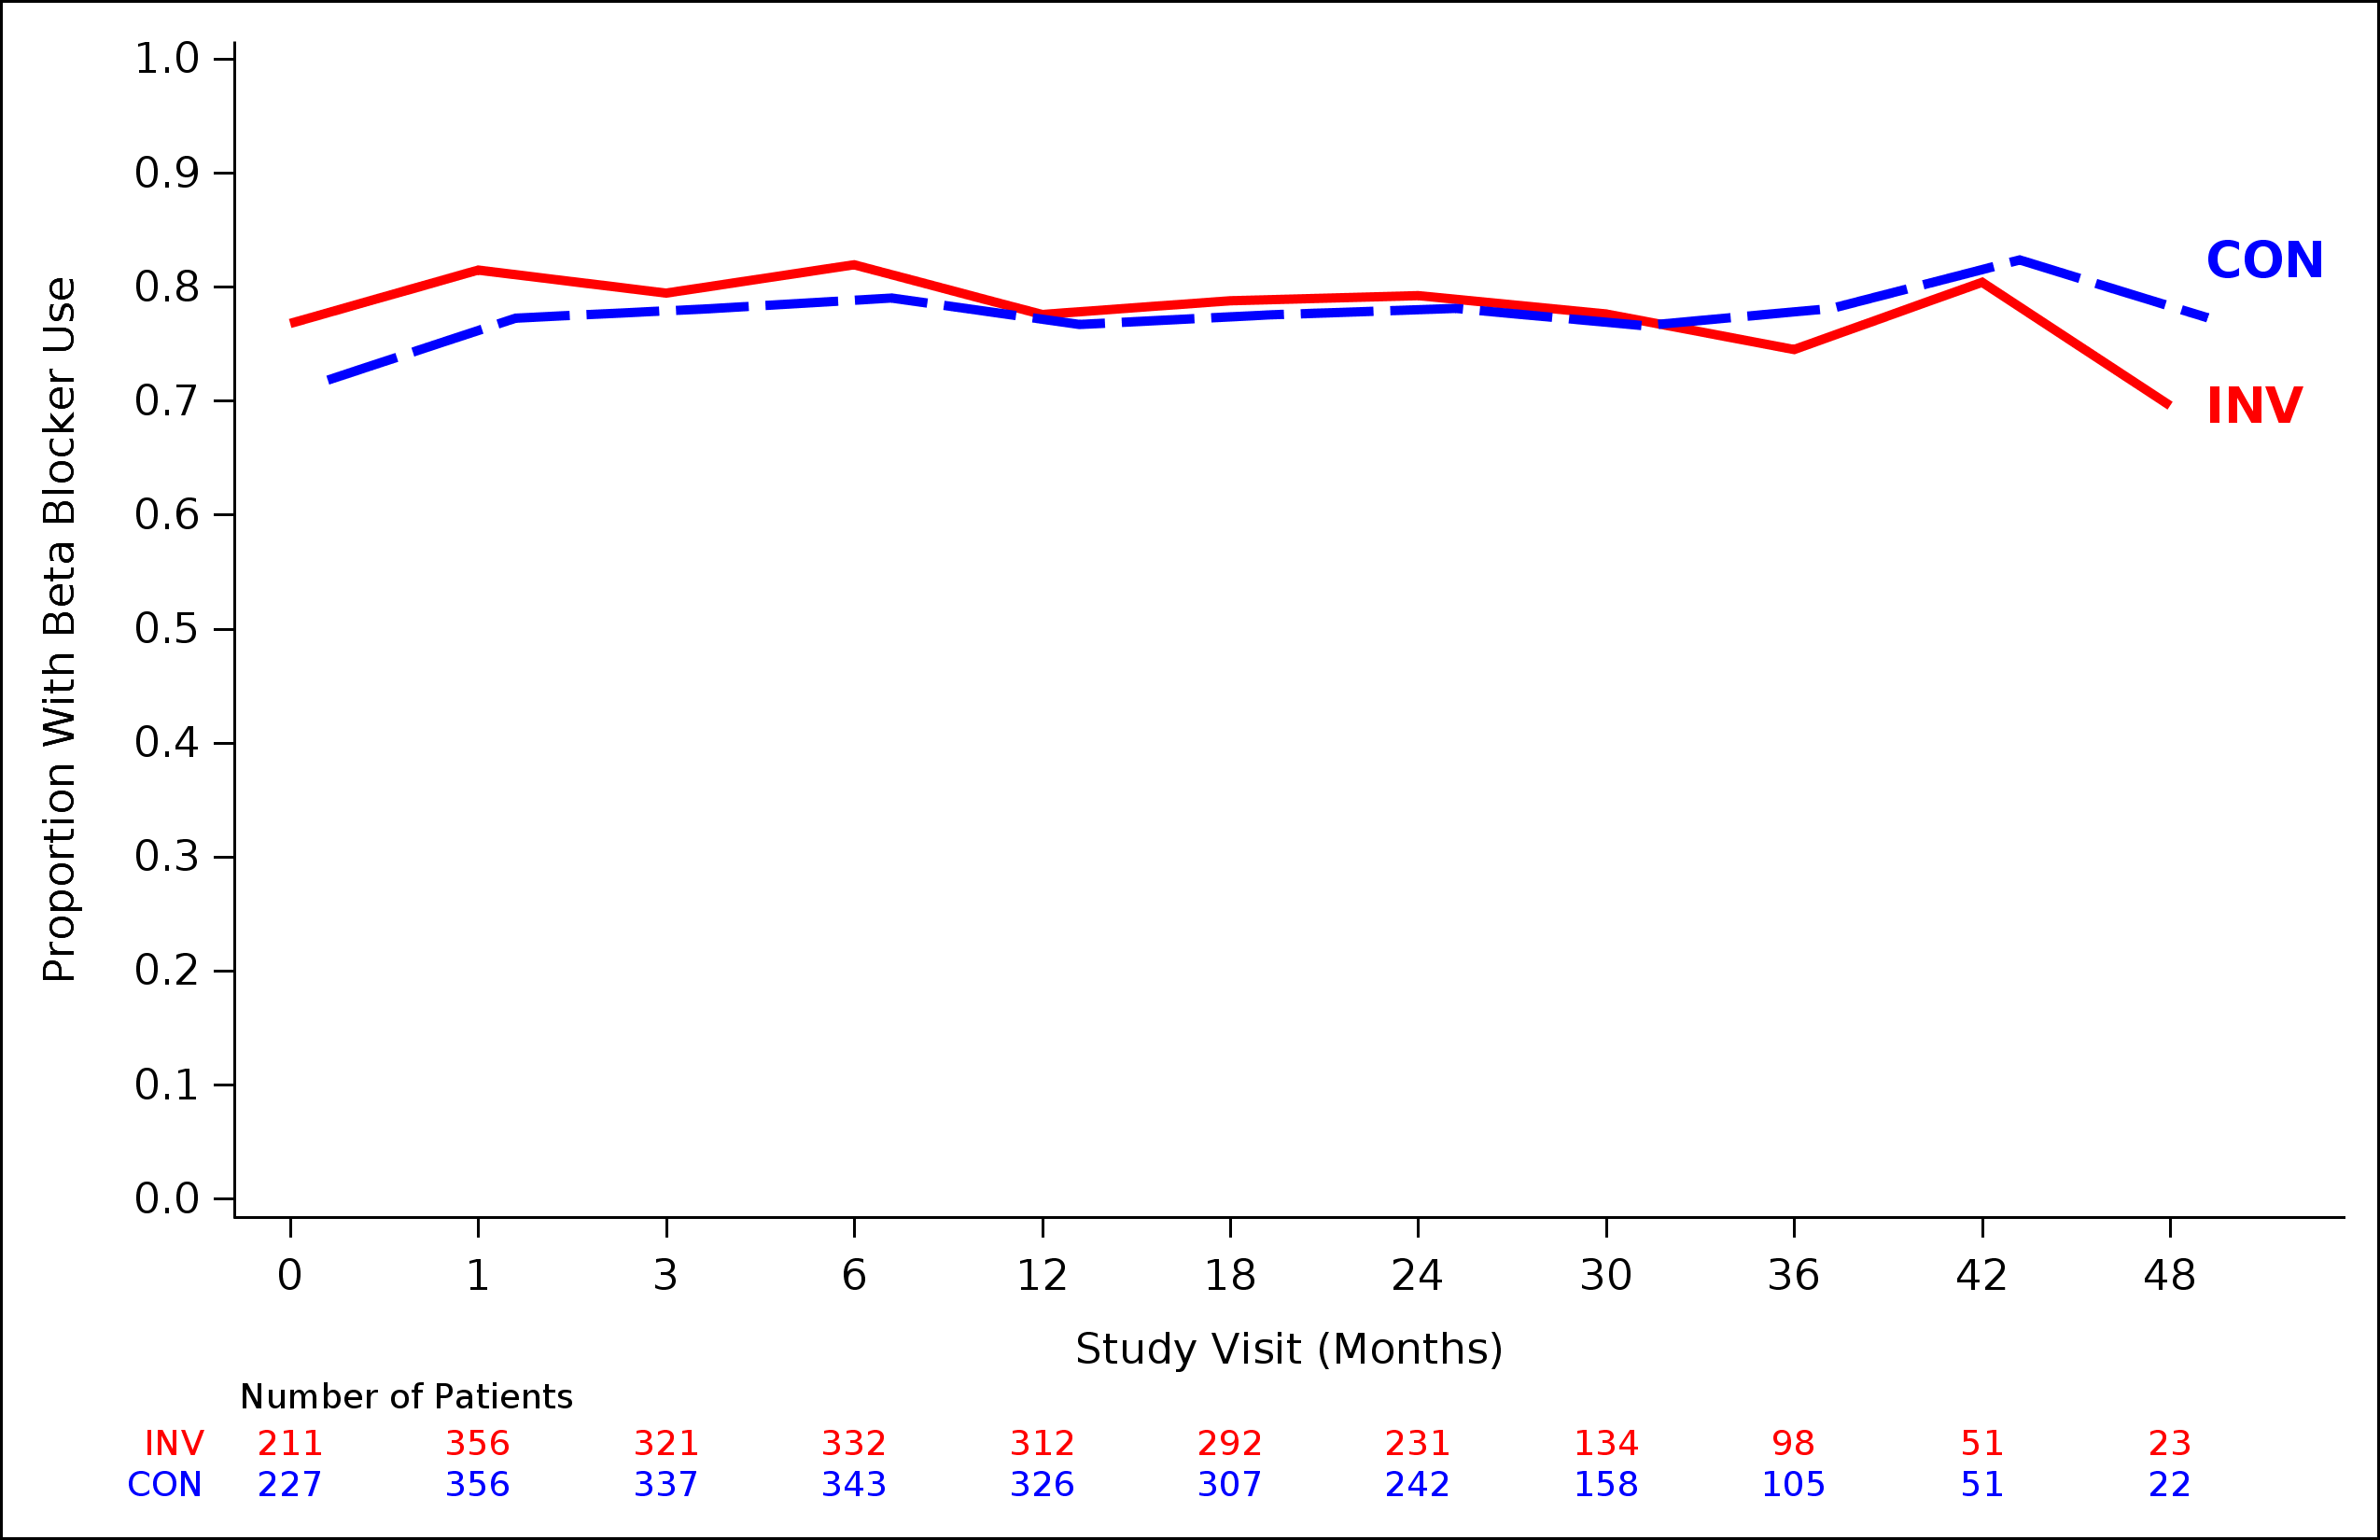 1.0
0.9
0.8
0.7
0.6
0.5
0.4
0.3
0.2
0.1
0.0
Proportion With Beta Blocker Use
CON
INV
0 1 3 6 12 18 24 30 36 42 48
Study Visit (Months)
Number of Patients
INV 211 356 321 332 312 292 231 134 98 51 23
CON 227 356 337 343 326 307 242 158 105 51 22